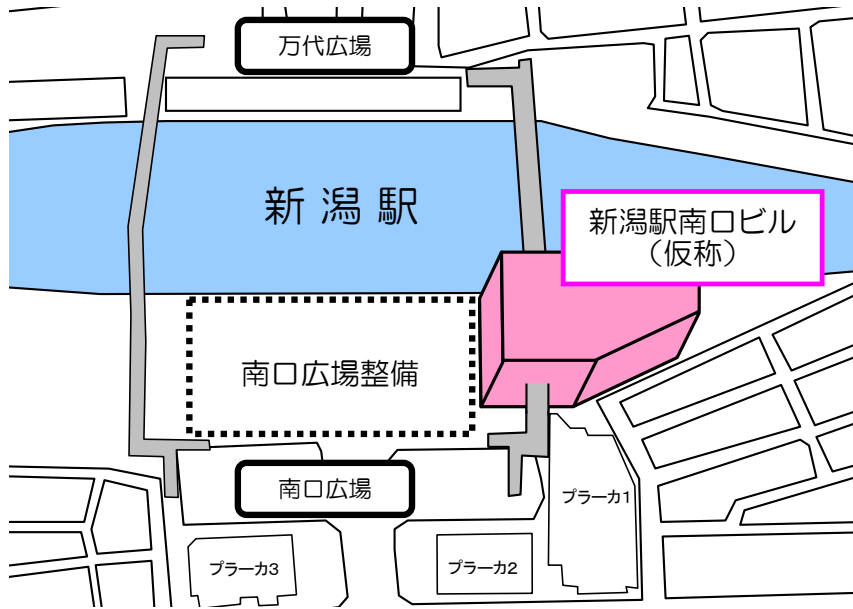 万代広場
新潟駅
新潟駅南口ビル
（仮称）
南口広場整備
南口広場
プラーカ1
プラーカ2
プラーカ3